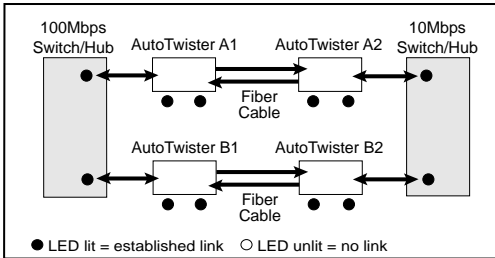 100Mbps
Switch/Hub
AutoTwister A1
AutoTwister A2
10Mbps
Switch/Hub
Fiber
Cable
AutoTwister B1
AutoTwister B2
Fiber
Cable
LED lit = established link
LED unlit = no link